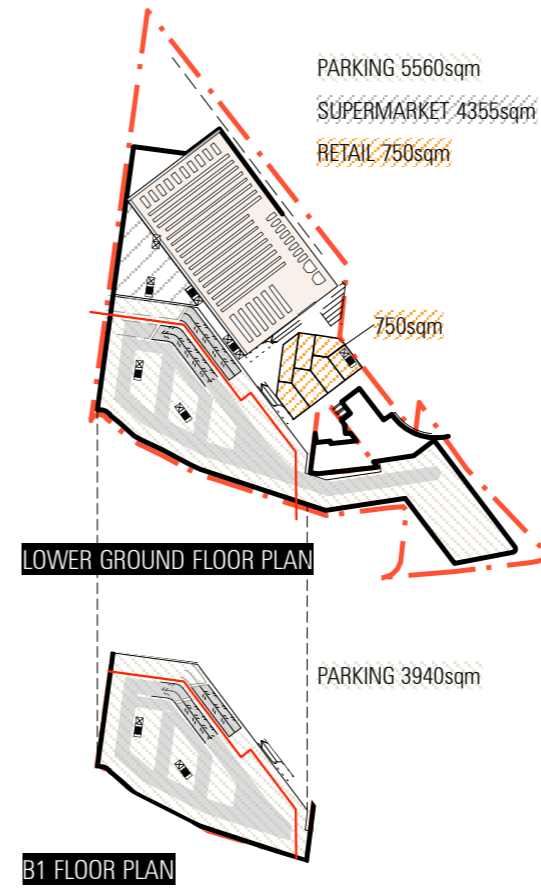 PARKING 5560sqm
SUPERMARKET 4355sqm
RETAIL 750sqm
750sqm
LOWER GROUND FLOOR PLAN
PARKING 3940sqm
B1 FLOOR PLAN